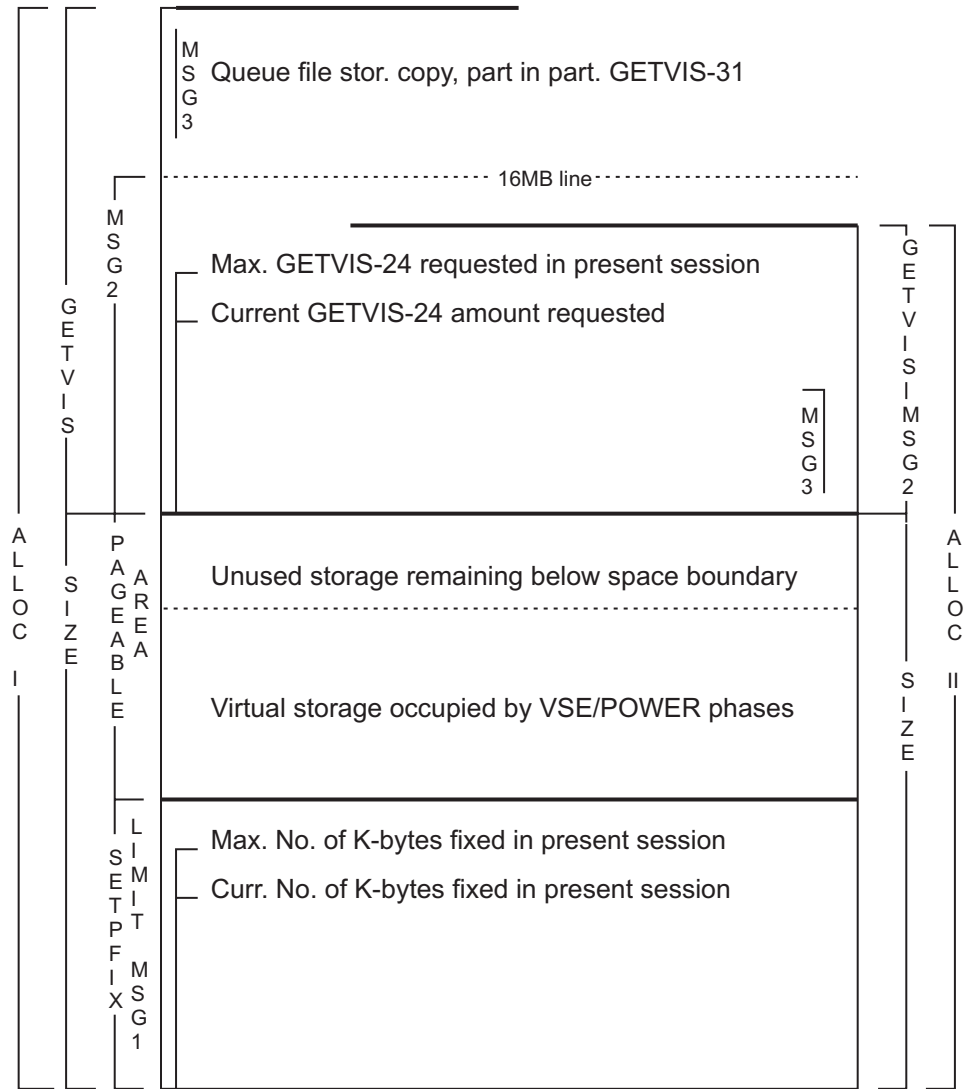 MSG3
Queue file stor. copy, part in part. GETVIS-31
16MB line
MSG2
GETVIS
Max. GETVIS-24 requested in present session
Current GETVIS-24 amount requested
MSG3
GETVISIMSG2
ALLOC I
SIZE
PAGEABLE
AREA
Unused storage remaining below space boundary
Virtual storage occupied by VSE/POWER phases
SIZE
ALLOC II
SETPFIX
LIMIT MSG1
Max. No. of K-bytes fixed in present session
Curr. No. of K-bytes fixed in present session